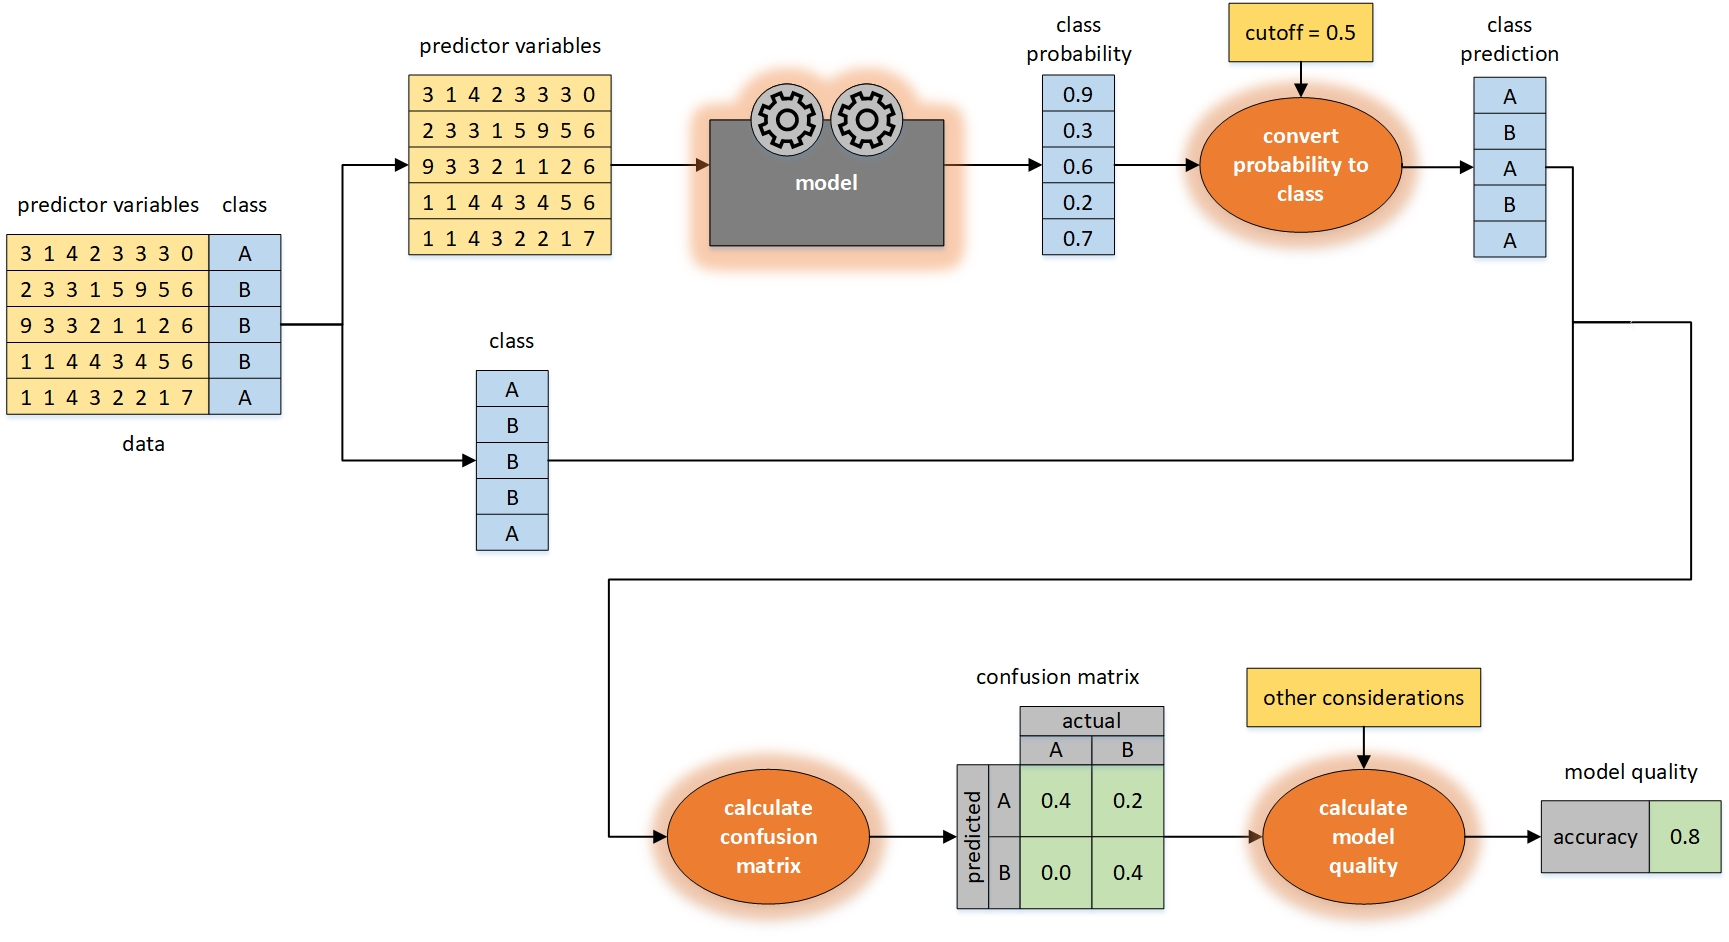 predictor variables class
3 1 4 2 3 3 3 0 A
2 3 3 1 5 9 5 6 B
9 3 3 2 1 1 2 6 B
1 1 4 4 3 4 5 6 B
1 1 4 3 2 2 1 7 A
data
predictor variables
3 1 4 2 3 3 3 0
2 3 3 1 5 9 5 6
9 3 3 2 1 1 2 6
1 1 4 4 3 4 5 6
1 1 4 3 2 2 1 7
model
class
probability
0.9
0.3
0.6
0.2
0.7
cutoff = 0.5
convert
probability to
class
class
prediction
A
B
A
B
A
class
A
B
B
B
A
calculate
confusion
matrix
confusion matrix
actual
A B
predicted
A 0.4 0.2
B 0.0 0.4
other considerations
calculate
model
quality
model quality
accuracy 0.8